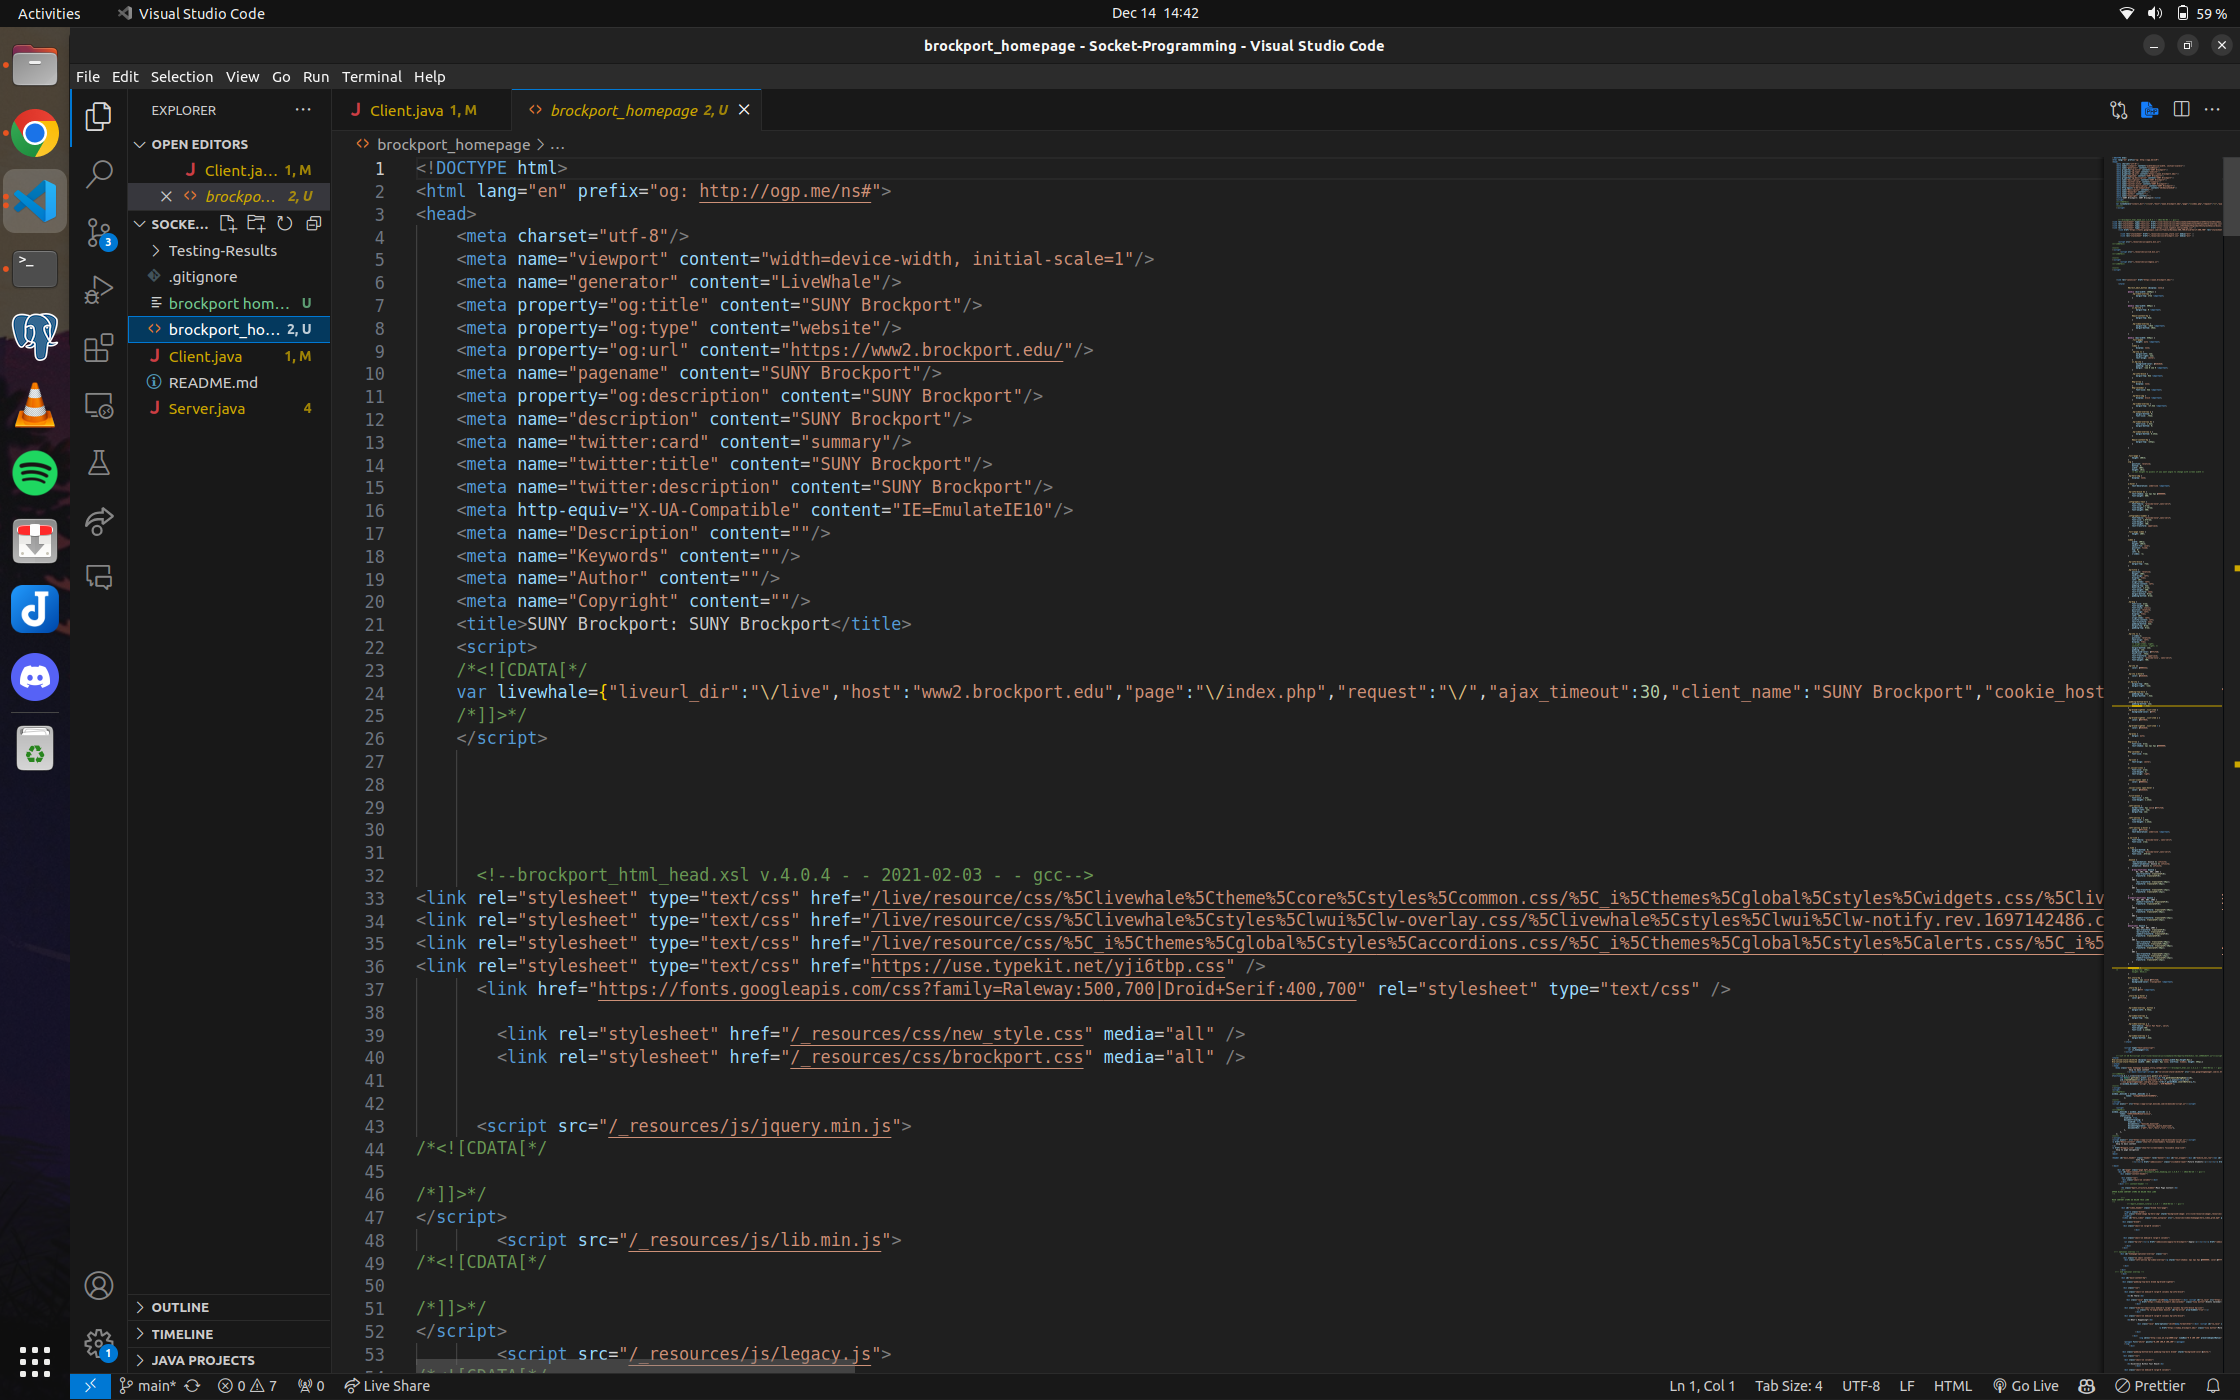 Activities
Visual Studio Code
Dec 14 14:42
59 %
brockport_homepage - Socket-Programming - Visual Studio Code
File Edit Selection View Go Run Terminal Help
EXPLORER
OPEN EDITORS
Client.ja... 1, M
brockpo... 2, U
SOCKE...
Testing-Results
.gitignore
brockport hom... U
brockport_ho... 2, U
Client.java 1, M
README.md
Server.java 4
OUTLINE
TIMELINE
JAVA PROJECTS
3
1
Client.java 1, M
brockport_homepage 2, U
brockport_homepage > ...
1 <!DOCTYPE html>
2 <html lang="en" prefix="og: http://ogp.me/ns#">
3 <head>
4 <meta charset="utf-8"/>
5 <meta name="viewport" content="width=device-width, initial-scale=1"/>
6 <meta name="generator" content="LiveWhale"/>
7 <meta property="og:title" content="SUNY Brockport"/>
8 <meta property="og:type" content="website"/>
9 <meta property="og:url" content="https://www2.brockport.edu/"/>
10 <meta name="pagename" content="SUNY Brockport"/>
11 <meta property="og:description" content="SUNY Brockport"/>
12 <meta name="description" content="SUNY Brockport"/>
13 <meta name="twitter:card" content="summary"/>
14 <meta name="twitter:title" content="SUNY Brockport"/>
15 <meta name="twitter:description" content="SUNY Brockport"/>
16 <meta http-equiv="X-UA-Compatible" content="IE=EmulateIE10"/>
17 <meta name="Description" content=""/>
18 <meta name="Keywords" content=""/>
19 <meta name="Author" content=""/>
20 <meta name="Copyright" content=""/>
21 <title>SUNY Brockport: SUNY Brockport</title>
22 <script>
23 /*<![CDATA[*/
24 var livewhale={"liveurl_dir":"\/live","host":"www2.brockport.edu","page":"\/index.php","request":"\/","ajax_timeout":30,"client_name":"SUNY Brockport","cookie_host
25 /*]]>*/
26 </script>
27
28
29
30
31
32 <!--brockport_html_head.xsl v.4.0.4 - - 2021-02-03 - - gcc-->
33 <link rel="stylesheet" type="text/css" href="/live/resource/css/%5Clivewhale%5Ctheme%5Ccore%5Cstyles%5Ccommon.css/%5C_i%5Cthemes%5Cglobal%5Cstyles%5Cwidgets.css/%5Cliv
34 <link rel="stylesheet" type="text/css" href="/live/resource/css/%5Clivewhale%5Cstyles%5Clwui%5Clw-overlay.css/%5Clivewhale%5Cstyles%5Clwui%5Clw-notify.rev.1697142486.c
35 <link rel="stylesheet" type="text/css" href="/live/resource/css/%5C_i%5Cthemes%5Cglobal%5Cstyles%5Caccordions.css/%5C_i%5Cthemes%5Cglobal%5Cstyles%5Calerts.css/%5C_i%5
36 <link rel="stylesheet" type="text/css" href="https://use.typekit.net/yji6tbp.css" />
37 <link href="https://fonts.googleapis.com/css?family=Raleway:500,700|Droid+Serif:400,700" rel="stylesheet" type="text/css" />
38
39 <link rel="stylesheet" href="/_resources/css/new_style.css" media="all" />
40 <link rel="stylesheet" href="/_resources/css/brockport.css" media="all" />
41
42
43 <script src="/_resources/js/jquery.min.js">
44 /*<![CDATA[*/
45
46 /*]]>*/
47 </script>
48 <script src="/_resources/js/lib.min.js">
49 /*<![CDATA[*/
50
51 /*]]>*/
52 </script>
53 <script src="/_resources/js/legacy.js">
main* 0 7 0 Live Share
Ln 1, Col 1 Tab Size: 4 UTF-8 LF HTML Go Live Prettier